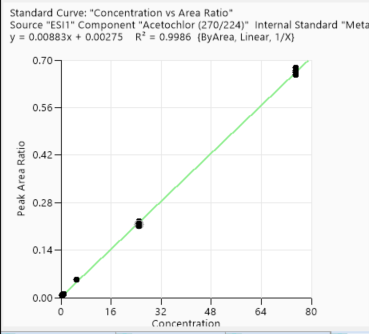 Standard Curve: "Concentration vs Area Ratio"
Source "ESI1" Component "Acetochlor (270/224)" Internal Standard "Meta
y = 0.00883x + 0.00275 R² = 0.9986 (ByArea, Linear, 1/X)
Peak Area Ratio
0.70
0.56
0.42
0.28
0.14
0.00
0 16 32 48 64 80
Concentration